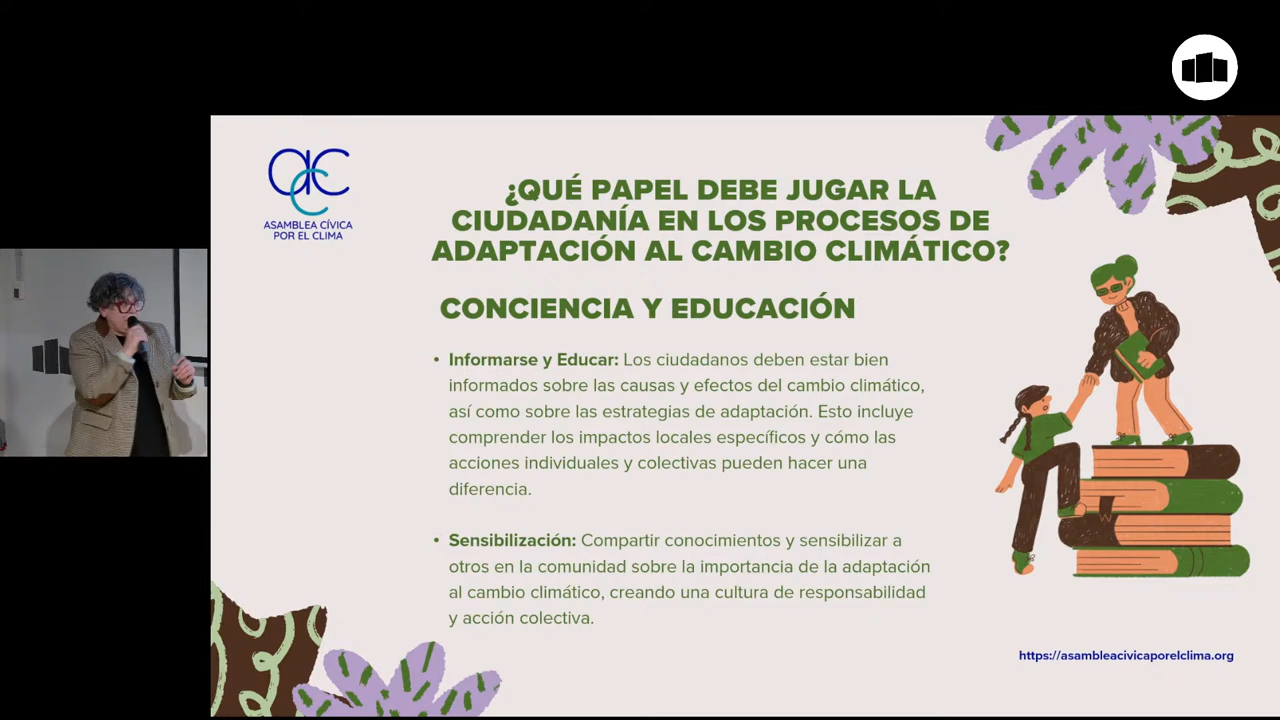 ASAMBLEA CÍVICA
POR EL CLIMA
¿QUÉ PAPEL DEBE JUGAR LA
CIUDADANÍA EN LOS PROCESOS DE
ADAPTACIÓN AL CAMBIO CLIMÁTICO?
CONCIENCIA Y EDUCACIÓN
• Informarse y Educar: Los ciudadanos deben estar bien
informados sobre las causas y efectos del cambio climático,
así como sobre las estrategias de adaptación. Esto incluye
comprender los impactos locales específicos y cómo las
acciones individuales y colectivas pueden hacer una
diferencia.
• Sensibilización: Compartir conocimientos y sensibilizar a
otros en la comunidad sobre la importancia de la adaptación
al cambio climático, creando una cultura de responsabilidad
y acción colectiva.
https://asambleacivicaporelclima.org